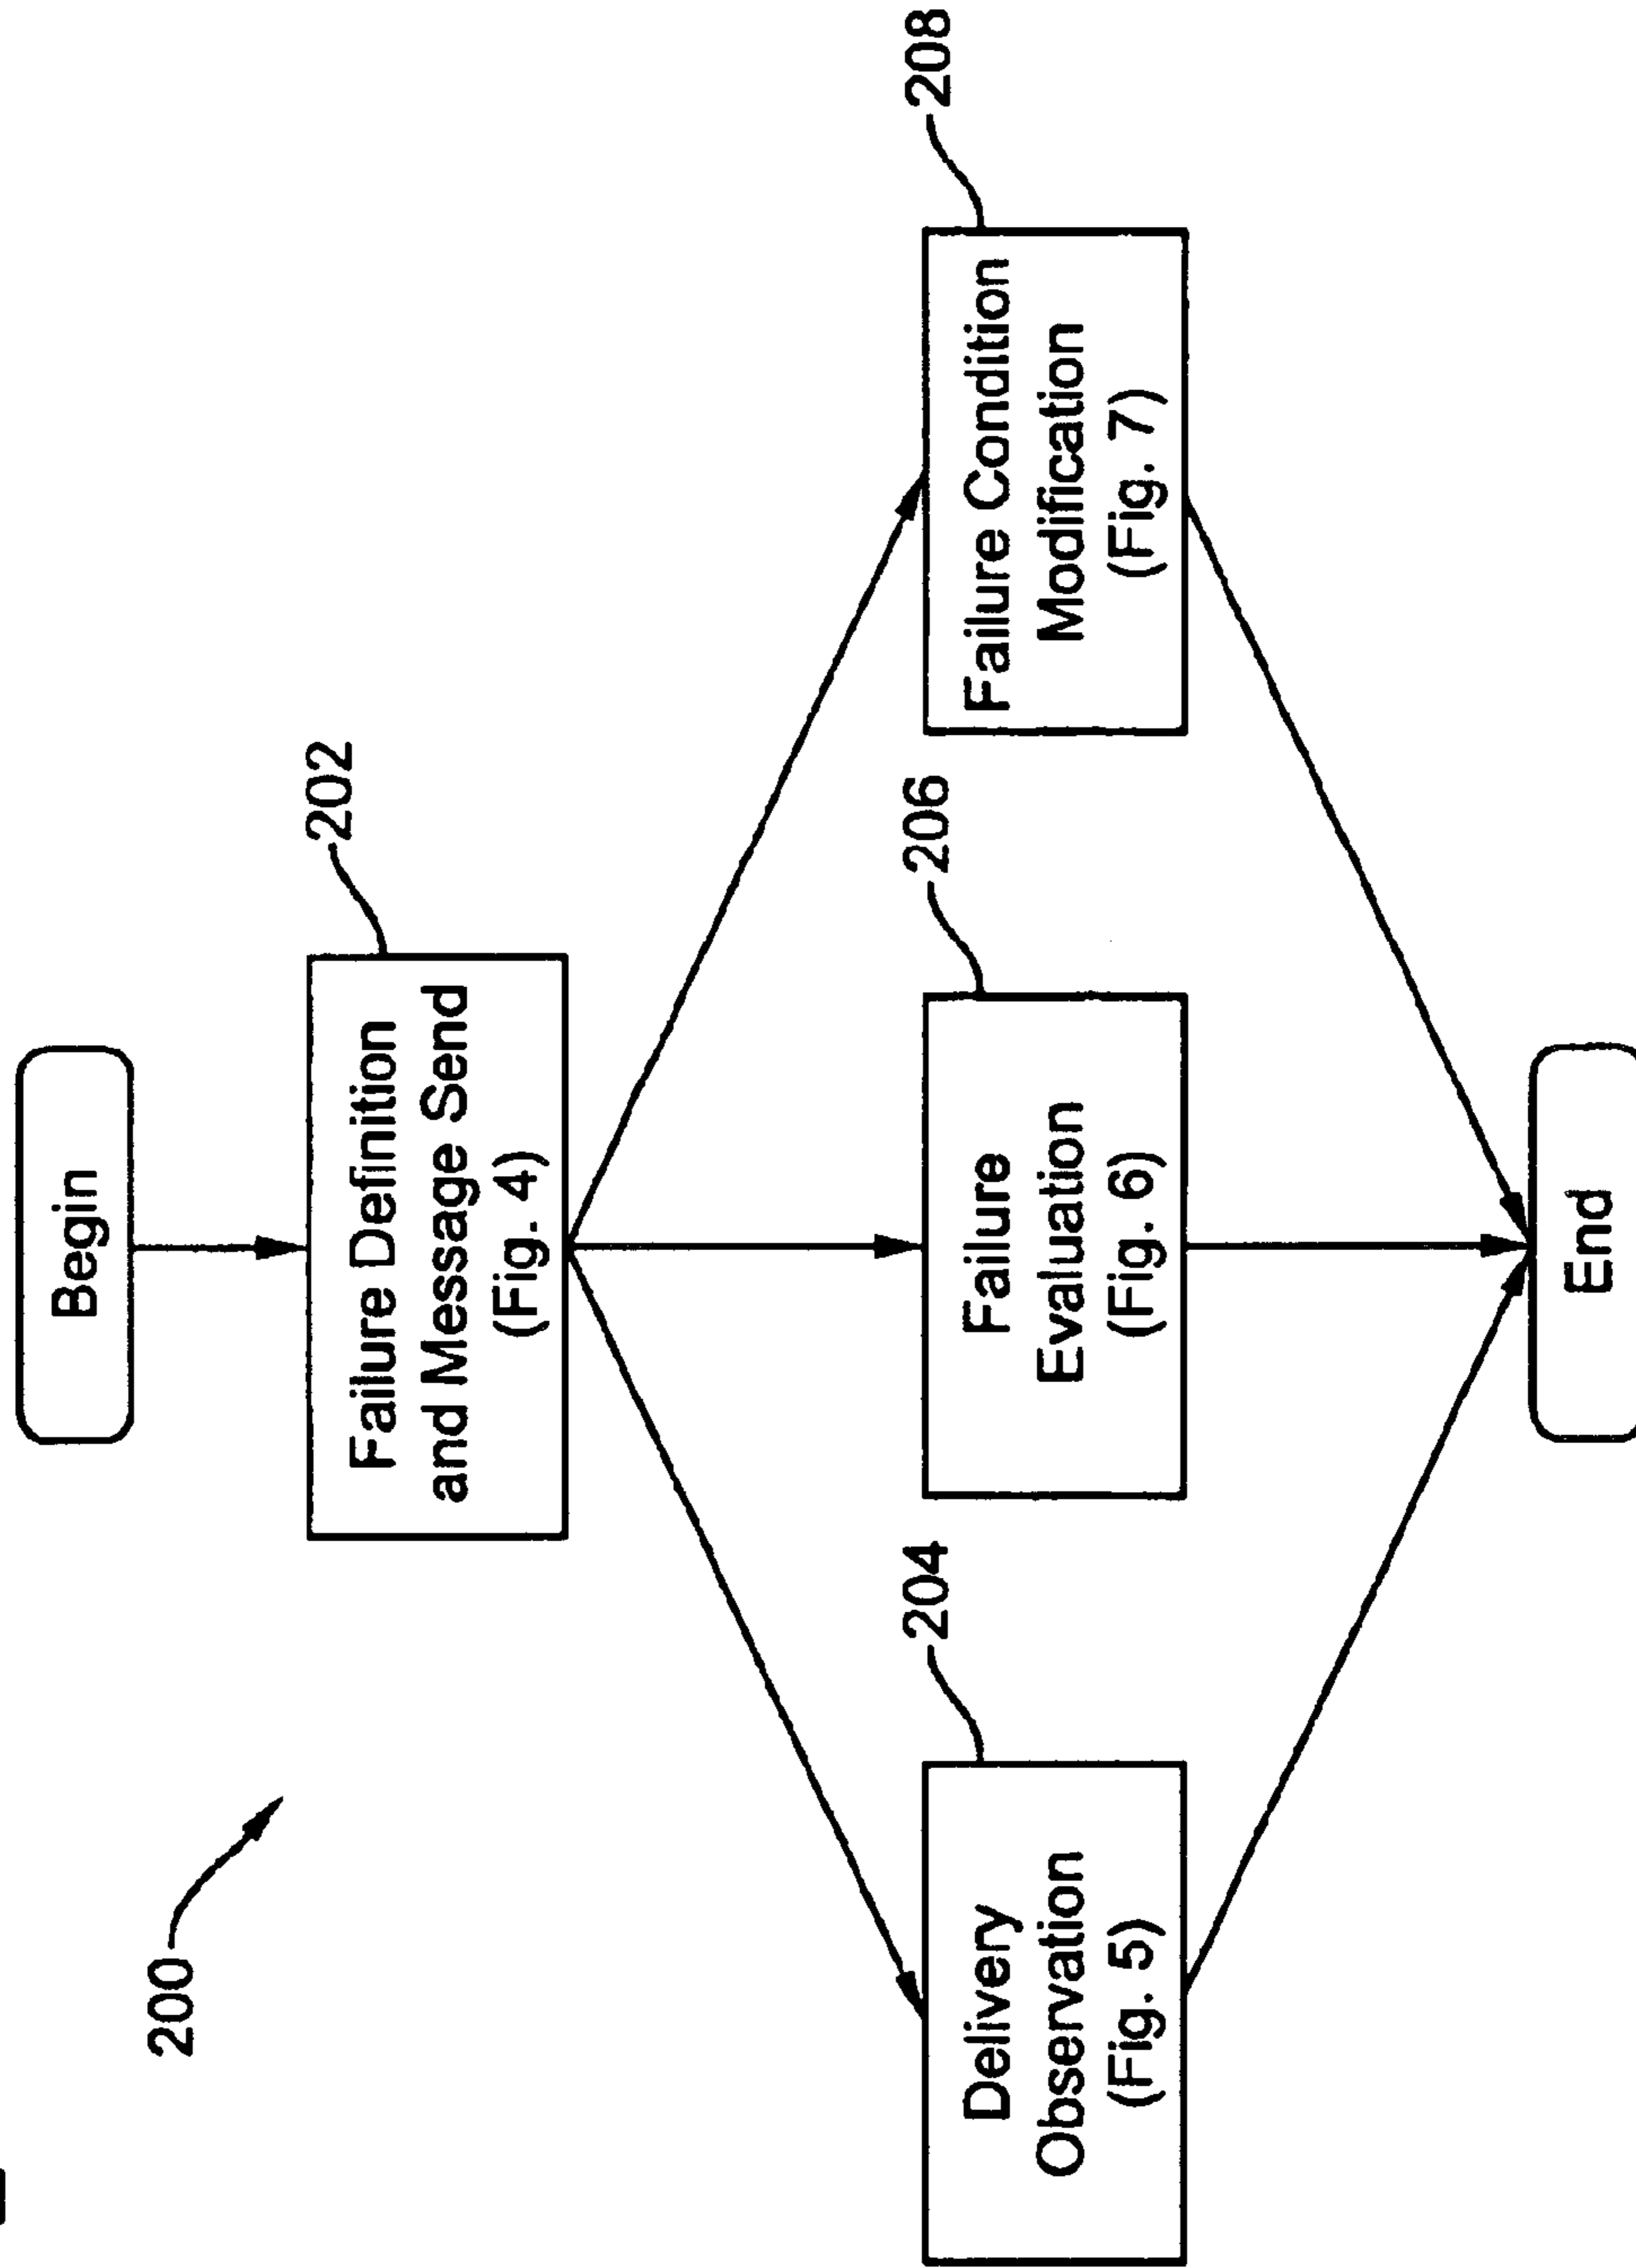 200
Begin
202
Failure Definition
and Message Send
(Fig. 4)
204
Delivery
Observation
(Fig. 5)
206
Failure
Evaluation
(Fig. 6)
208
Failure Condition
Modification
(Fig. 7)
End